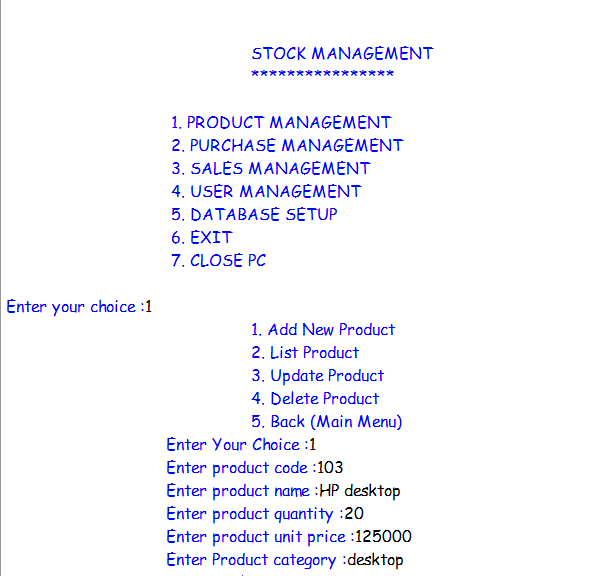 STOCK MANAGEMENT
****************
1. PRODUCT MANAGEMENT
2. PURCHASE MANAGEMENT
3. SALES MANAGEMENT
4. USER MANAGEMENT
5. DATABASE SETUP
6. EXIT
7. CLOSE PC
Enter your choice :1
1. Add New Product
2. List Product
3. Update Product
4. Delete Product
5. Back (Main Menu)
Enter Your Choice :1
Enter product code :103
Enter product name :HP desktop
Enter product quantity :20
Enter product unit price :125000
Enter Product category :desktop